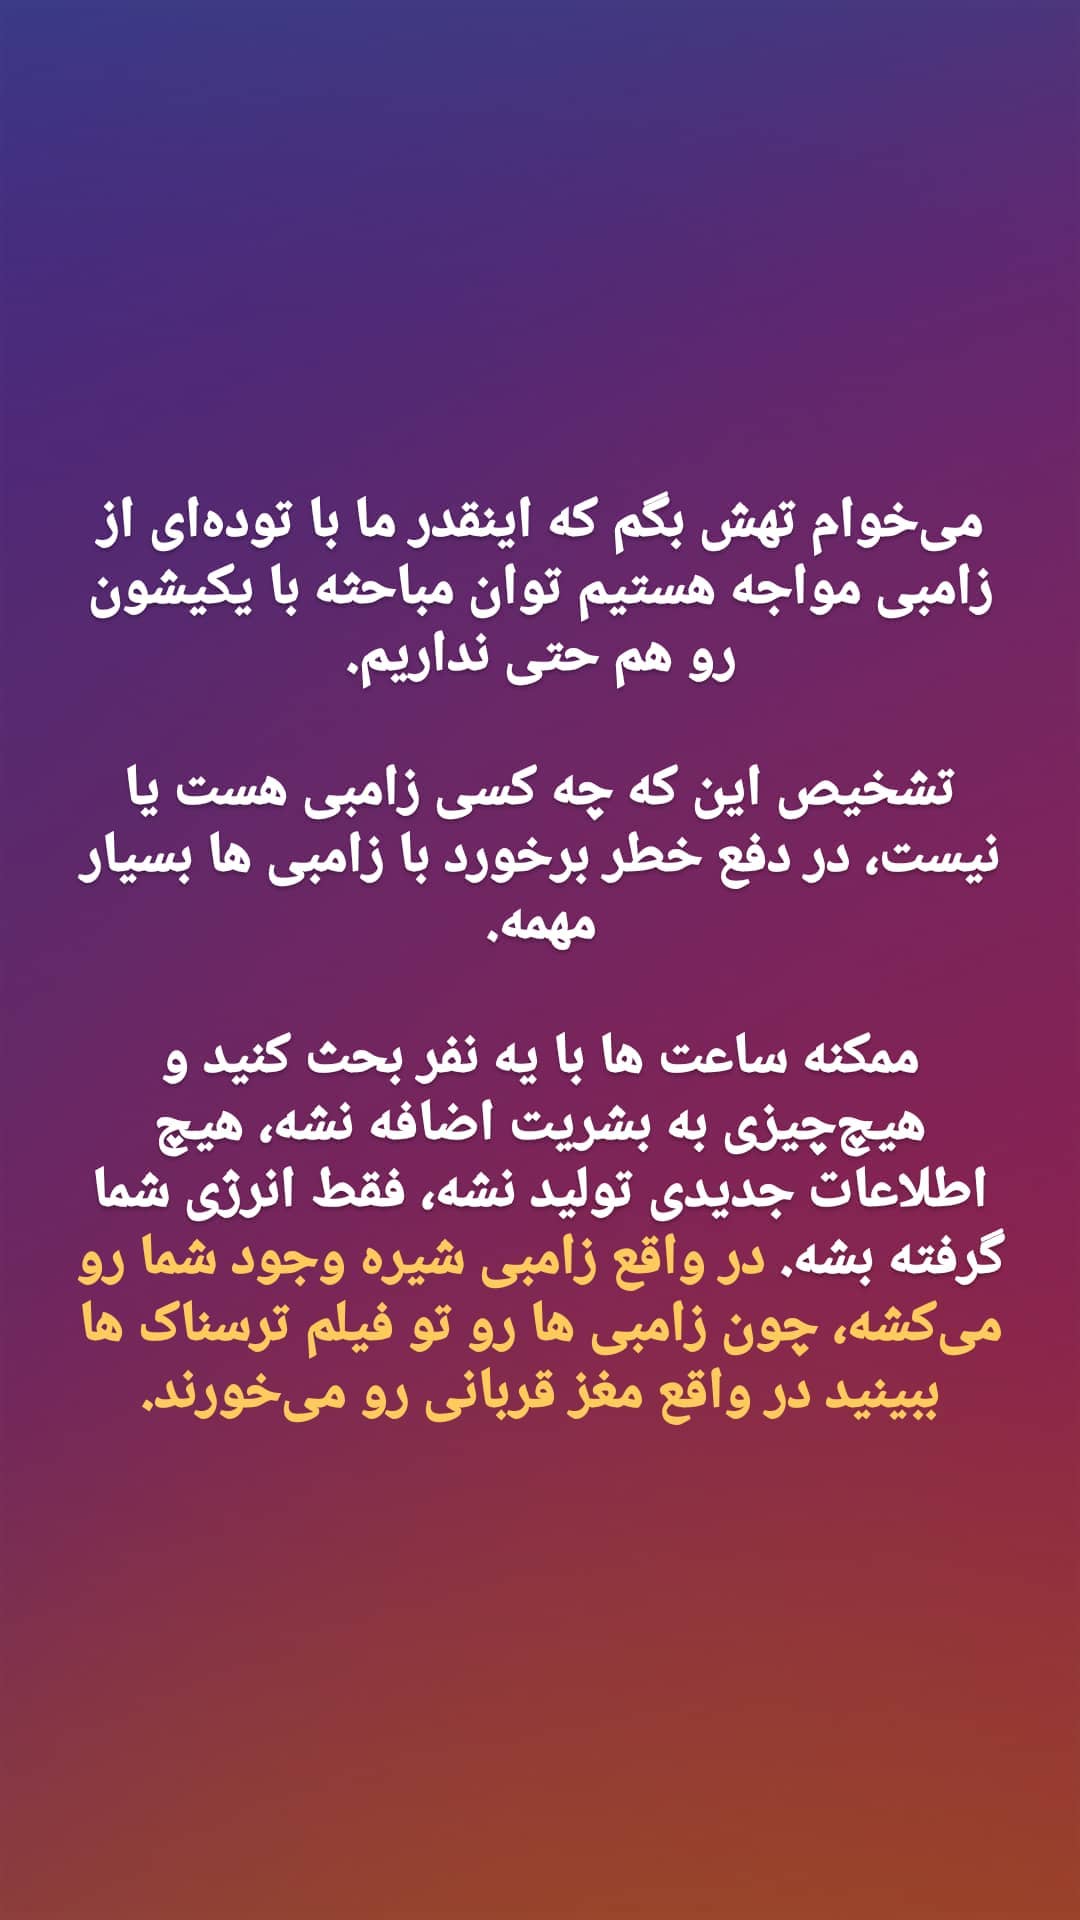 می‌خوام تهش بگم که اینقدر ما با توده‌ای از
زامبی مواجه هستیم توان مباحثه با یکیشون
رو هم حتی نداریم.
تشخیص این که چه کسی زامبی هست یا
نیست، در دفع خطر برخورد با زامبی ها بسیار
مهمه.
ممکنه ساعت ها با یه نفر بحث کنید و
هیچ‌چیزی به بشریت اضافه نشه، هیچ
اطلاعات جدیدی تولید نشه، فقط انرژی شما
گرفته بشه. در واقع زامبی شیره وجود شما رو
می‌کشه، چون زامبی ها رو تو فیلم ترسناک ها
ببینید در واقع مغز قربانی رو می‌خورند.